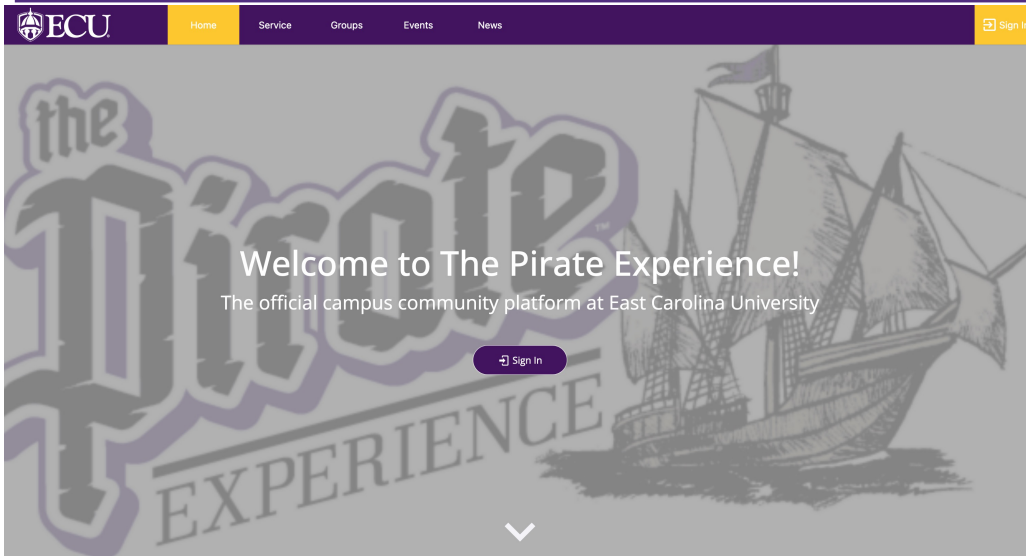 ECU
Home Service Groups Events News
Sign In
the
Pirate™
EXPERIENCE
Welcome to The Pirate Experience!
The official campus community platform at East Carolina University
Sign In